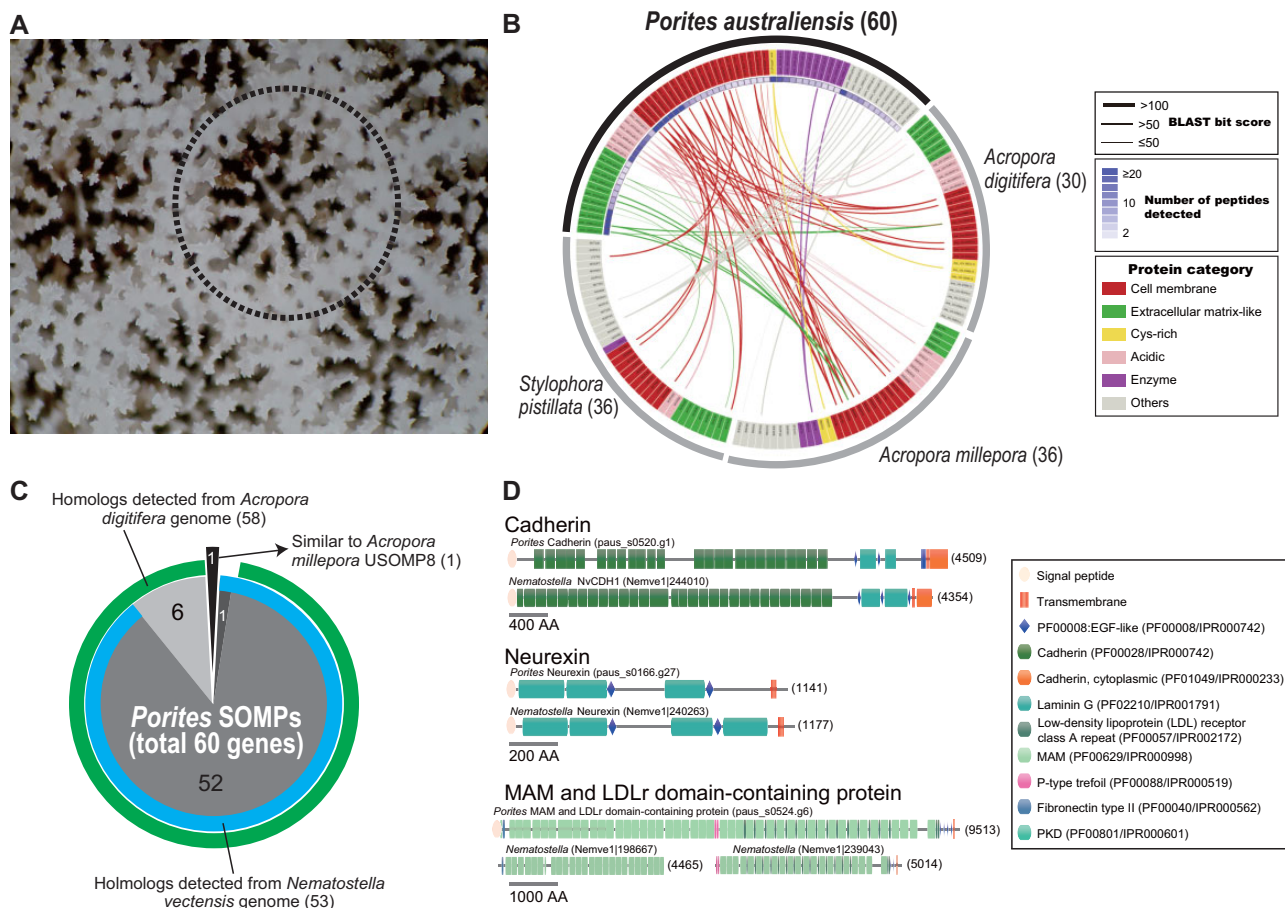 A
B
Porites australiensis (60)
Acropora
digitifera (30)
Stylophora
pistillata (36)
Acropora millepora (36)
>100
>50 BLAST bit score
≤50
≥20
10 Number of peptides
detected
2
Protein category
Cell membrane
Extracellular matrix-like
Cys-rich
Acidic
Enzyme
Others
C
Homologs detected from Acropora
digitifera genome (58)
Similar to Acropora
millepora USOMP8 (1)
1
6
1
Porites SOMPs
(total 60 genes)
52
Holmologs detected from Nematostella
vectensis genome (53)
D
Cadherin
Porites Cadherin (paus_s0520.g1)
(4509)
Nematostella NvCDH1 (Nemve1|244010)
(4354)
400 AA
Neurexin
Porites Neurexin (paus_s0166.g27)
(1141)
Nematostella Neurexin (Nemve1|240263)
(1177)
200 AA
MAM and LDLr domain-containing protein
Porites MAM and LDLr domain-containing protein (paus_s0524.g6)
(9513)
Nematostella (Nemve1|198667) Nematostella (Nemve1|239043)
(4465) (5014)
1000 AA
Signal peptide
Transmembrane
PF00008:EGF-like (PF00008/IPR000742)
Cadherin (PF00028/IPR000742)
Cadherin, cytoplasmic (PF01049/IPR000233)
Laminin G (PF02210/IPR001791)
Low-density lipoprotein (LDL) receptor
class A repeat (PF00057/IPR002172)
MAM (PF00629/IPR000998)
P-type trefoil (PF00088/IPR000519)
Fibronectin type II (PF00040/IPR000562)
PKD (PF00801/IPR000601)